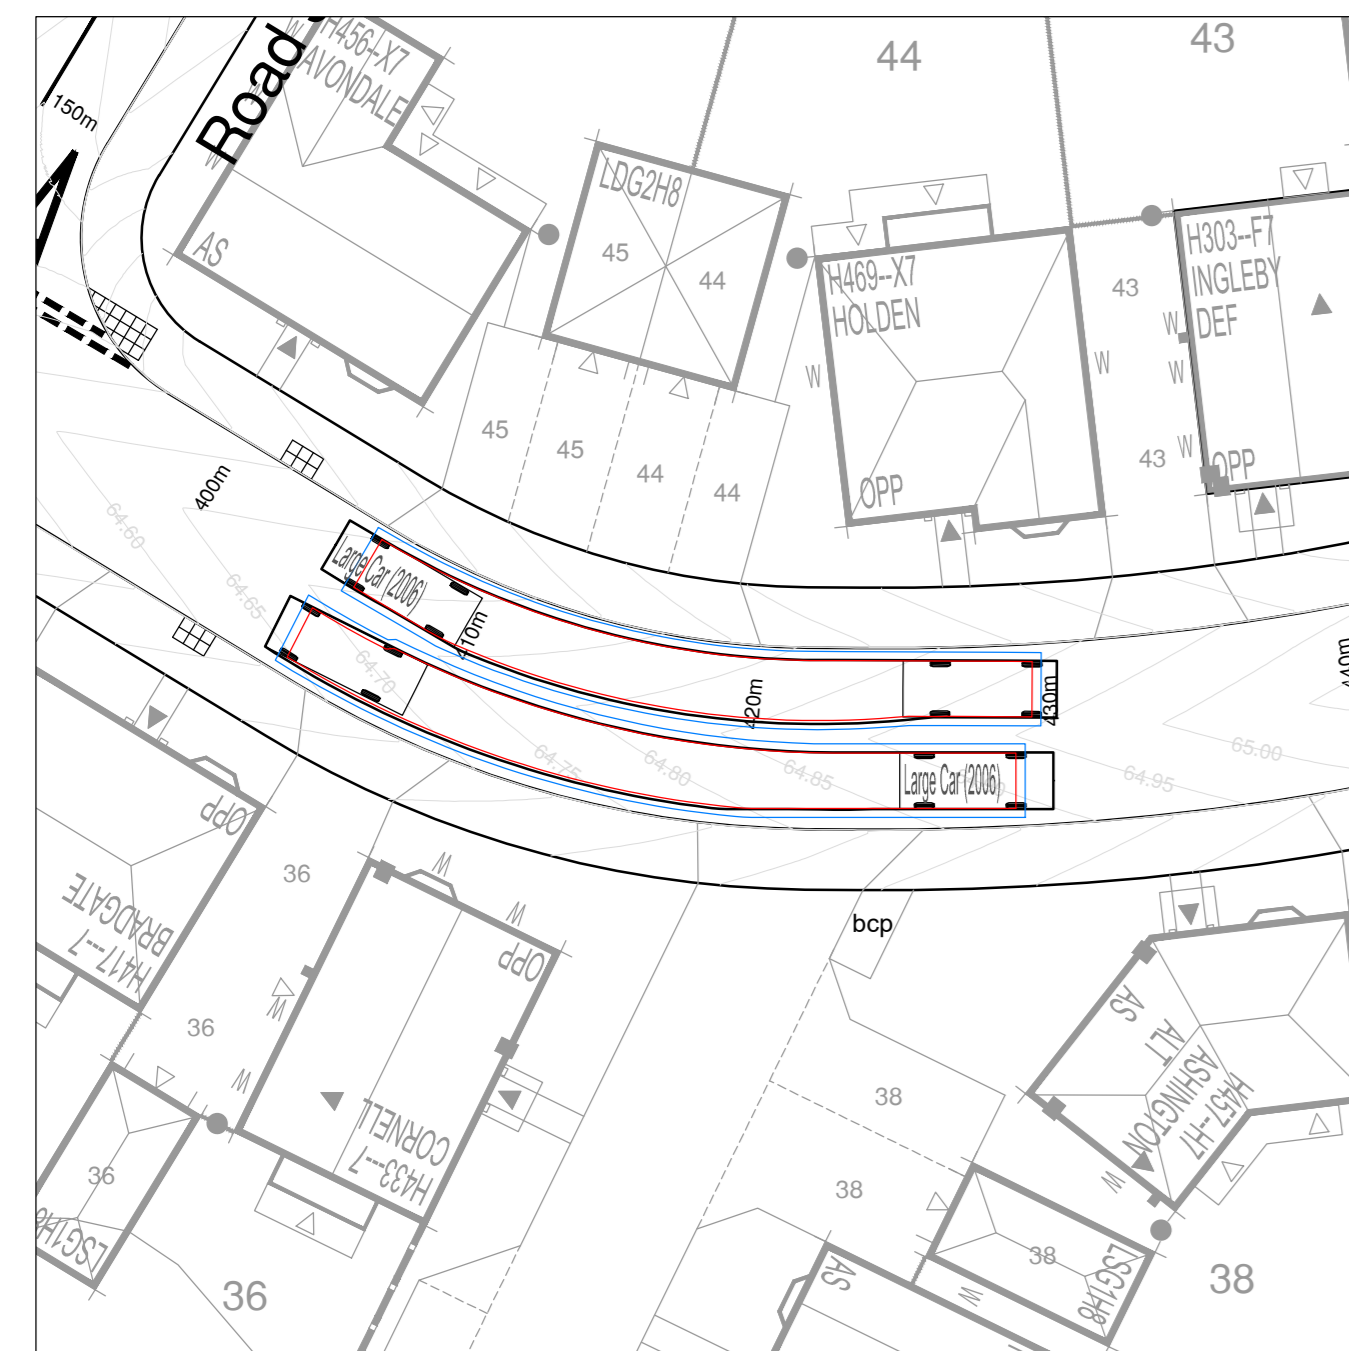 Road
H456--X7
AVONDALE
W
W
W
AS
150m
LDG2H8
45
44
44
43
H469--X7
HOLDEN
W
W
OPP
43
43
H303--F7
INGLEBY
DEF
W
W
W
OPP
45
45
44
44
400m
64.60
64.65
64.70
64.75
64.80
64.85
64.95
65.00
Large Car (2006)
420m
430m
440m
Large Car (2006)
OPP
H417---7
BRADGATE
36
36
36
LSG1H8
W
W
W
W
OPP
H433---7
CORNELL
36
bcp
38
38
38
LSG1H8
AS
W
W
AS
ALT
ASHINGTON
H457--H7
38